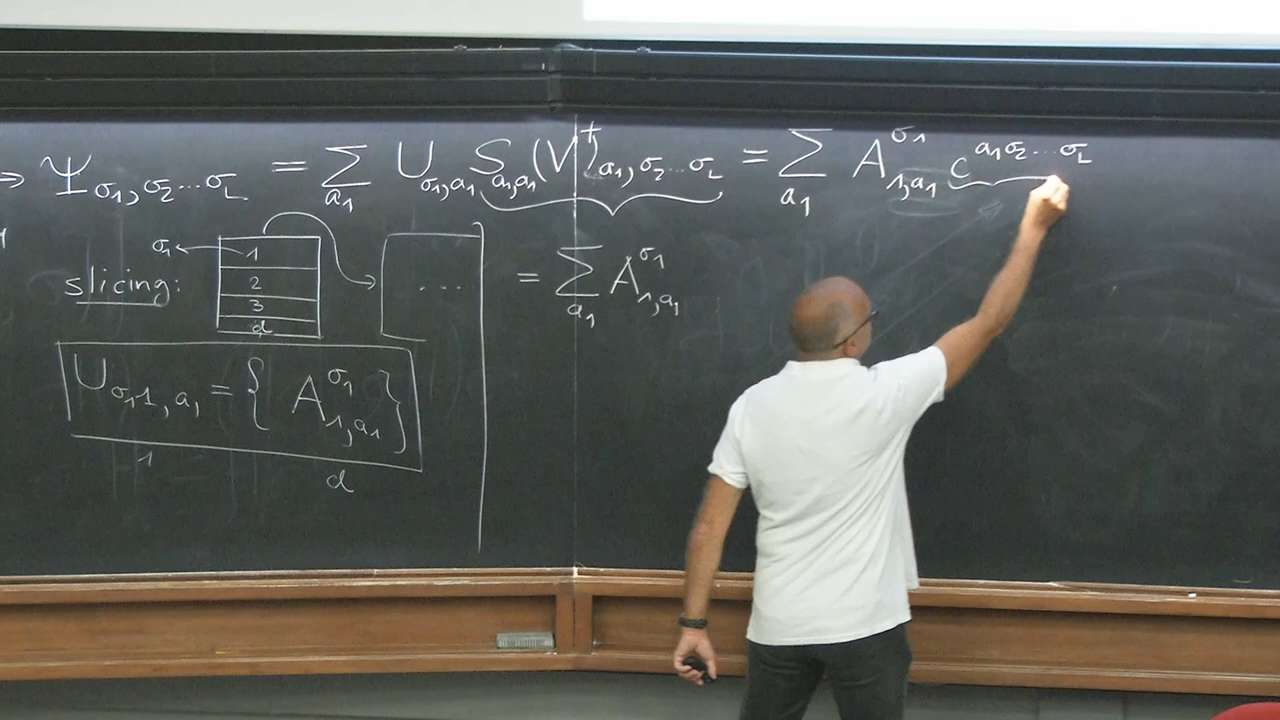 ⇒ Ψ_{σ1, σ2 ... σL} = Σ_{a1} U_{σ1, a1} S_{a1, a1} (V†)_{a1, σ2 ... σL} = Σ_{a1} A^{σ1}_{1, a1} c^{a1 σ2 ... σL}
= Σ_{a1} A^{σ1}_{1, a1}
slicing:
σ1 ← 1
2
3
d
...
U_{σ1 1, a1} = { A^{σ1}_{1, a1} }
1
d